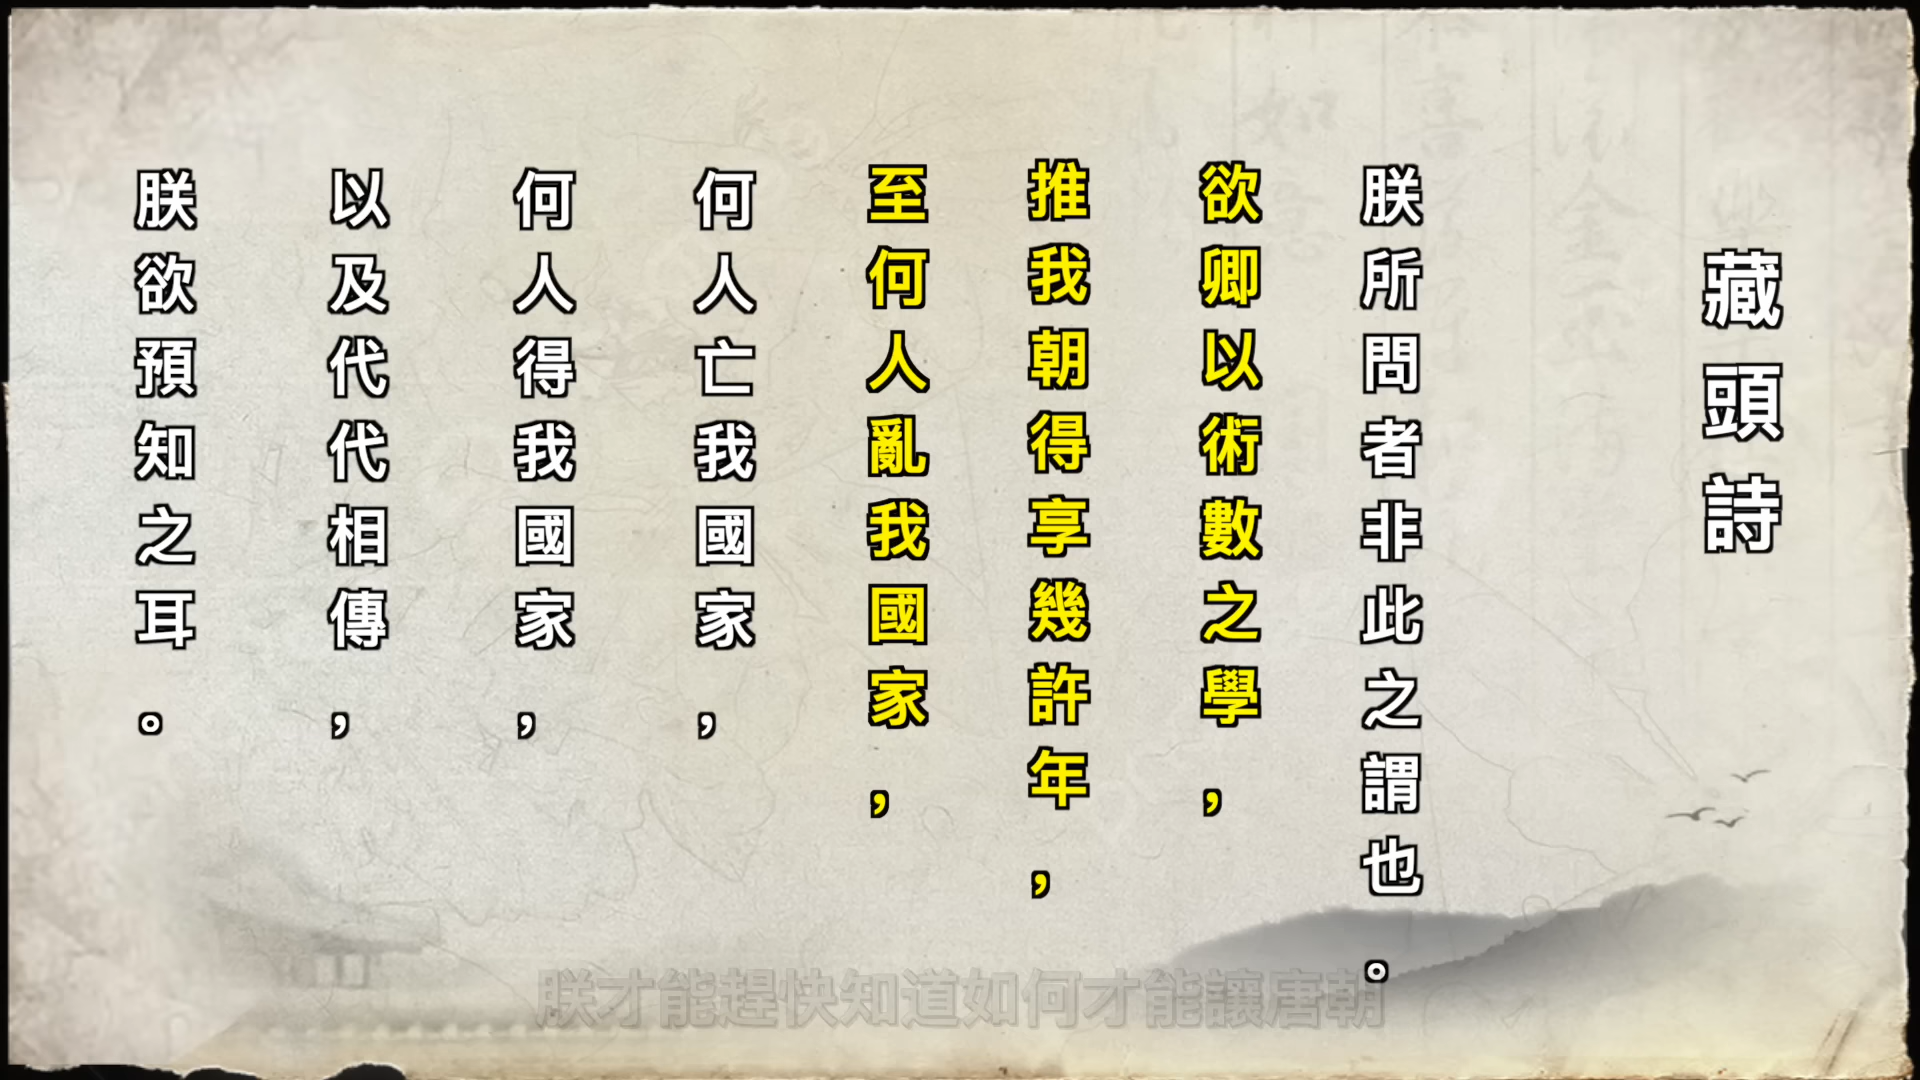 藏頭詩
朕所問者非此之謂也。
欲卿以術數之學，
推我朝得享幾許年，
至何人亂我國家，
何人亡我國家，
何人得我國家，
以及代代相傳，
朕欲預知之耳。
朕才能趕快知道如何才能讓唐朝